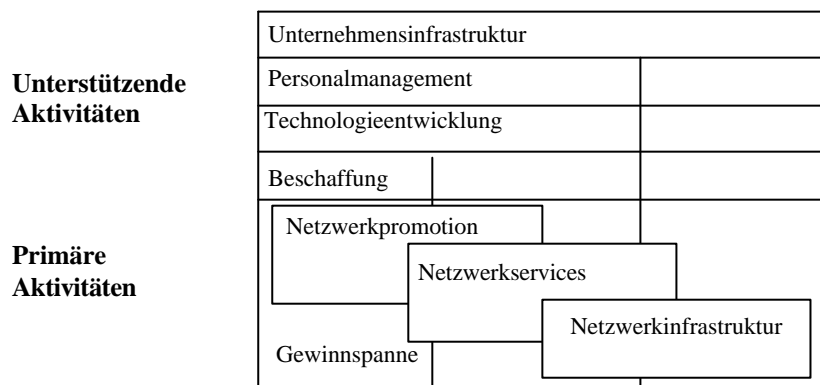 Unternehmensinfrastruktur
Unterstützende
Aktivitäten
Personalmanagement
Technologieentwicklung
Beschaffung
Primäre
Aktivitäten
Netzwerkpromotion
Netzwerkservices
Netzwerkinfrastruktur
Gewinnspanne